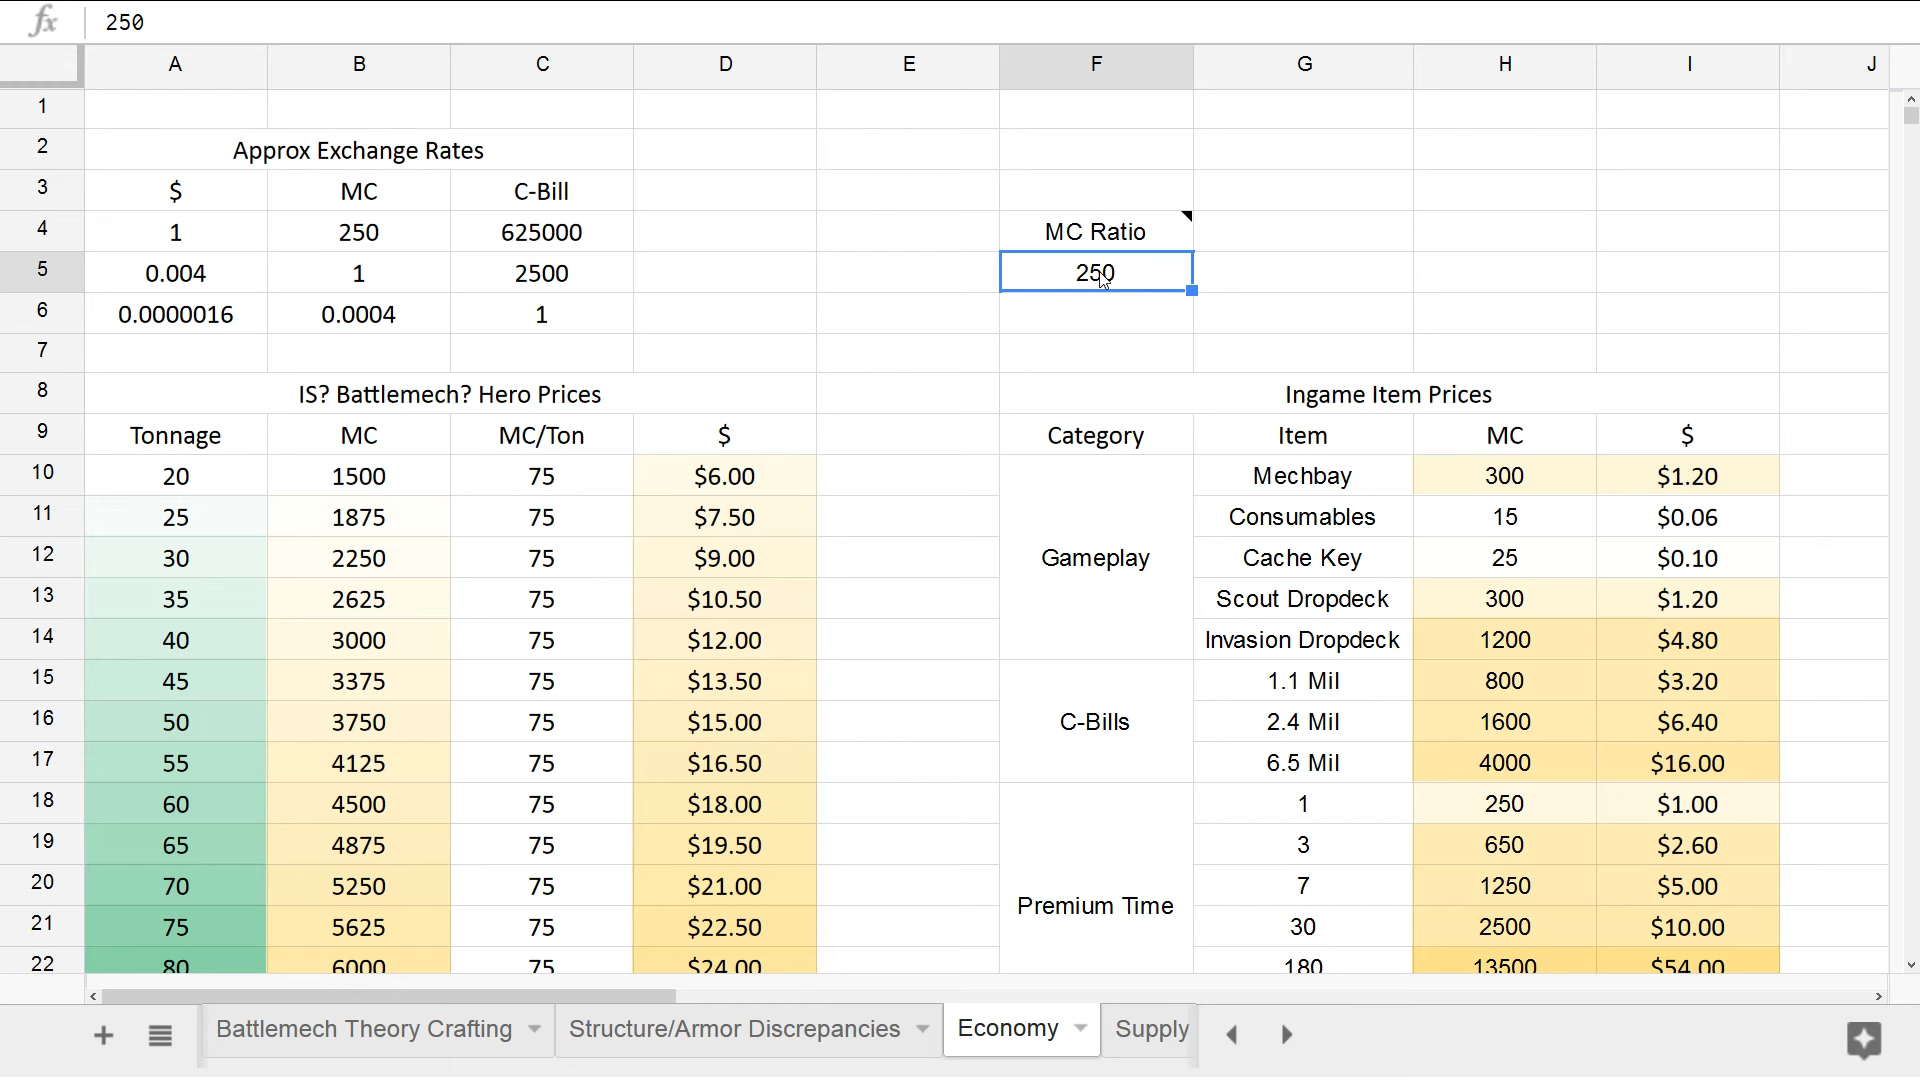 fx 250
A B C D E F G H I J
1
2 Approx Exchange Rates
3 $ MC C-Bill
4 1 250 625000 MC Ratio
5 0.004 1 2500 250
6 0.0000016 0.0004 1
7
8 IS? Battlemech? Hero Prices Ingame Item Prices
9 Tonnage MC MC/Ton $ Category Item MC $
10 20 1500 75 $6.00 Mechbay 300 $1.20
11 25 1875 75 $7.50 Consumables 15 $0.06
12 30 2250 75 $9.00 Gameplay Cache Key 25 $0.10
13 35 2625 75 $10.50 Scout Dropdeck 300 $1.20
14 40 3000 75 $12.00 Invasion Dropdeck 1200 $4.80
15 45 3375 75 $13.50 1.1 Mil 800 $3.20
16 50 3750 75 $15.00 C-Bills 2.4 Mil 1600 $6.40
17 55 4125 75 $16.50 6.5 Mil 4000 $16.00
18 60 4500 75 $18.00 1 250 $1.00
19 65 4875 75 $19.50 3 650 $2.60
20 70 5250 75 $21.00 7 1250 $5.00
21 75 5625 75 $22.50 Premium Time 30 2500 $10.00
22 80 6000 75 $24.00 180 13500 $54.00
Battlemech Theory Crafting Structure/Armor Discrepancies Economy Supply